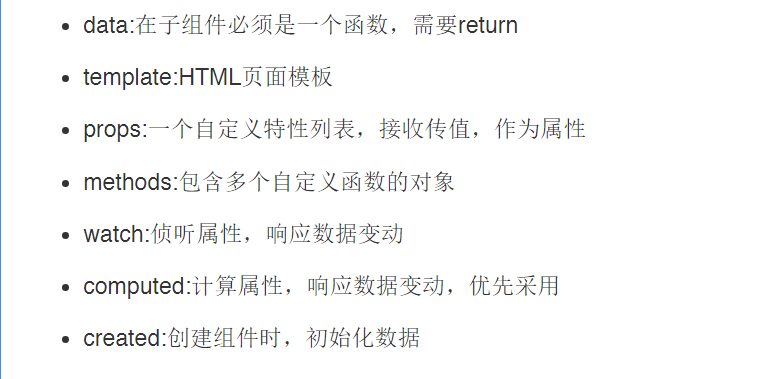 data:在子组件必须是一个函数，需要return
template:HTML页面模板
props:一个自定义特性列表，接收传值，作为属性
methods:包含多个自定义函数的对象
watch:侦听属性，响应数据变动
computed:计算属性，响应数据变动，优先采用
created:创建组件时，初始化数据